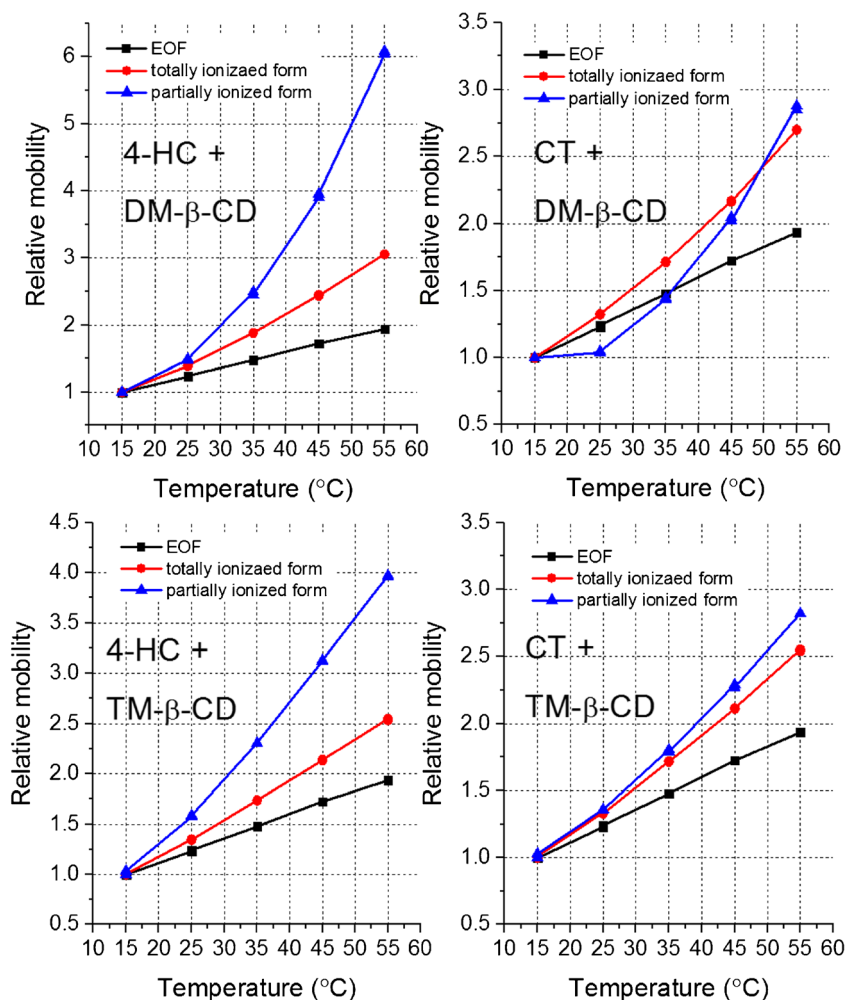 6
5
4
3
2
1
Relative mobility
EOF
totally ionizaed form
partially ionized form
4-HC +
DM-β-CD
10 15 20 25 30 35 40 45 50 55 60
Temperature (°C)
3.5
3.0
2.5
2.0
1.5
1.0
0.5
Relative mobility
EOF
totally ionizaed form
partially ionized form
CT +
DM-β-CD
10 15 20 25 30 35 40 45 50 55 60
Temperature (°C)
4.5
4.0
3.5
3.0
2.5
2.0
1.5
1.0
0.5
Relative mobility
EOF
totally ionizaed form
partially ionized form
4-HC +
TM-β-CD
10 15 20 25 30 35 40 45 50 55 60
Temperature (°C)
3.5
3.0
2.5
2.0
1.5
1.0
0.5
Relative mobility
EOF
totally ionizaed form
partially ionized form
CT +
TM-β-CD
10 15 20 25 30 35 40 45 50 55 60
Temperature (°C)